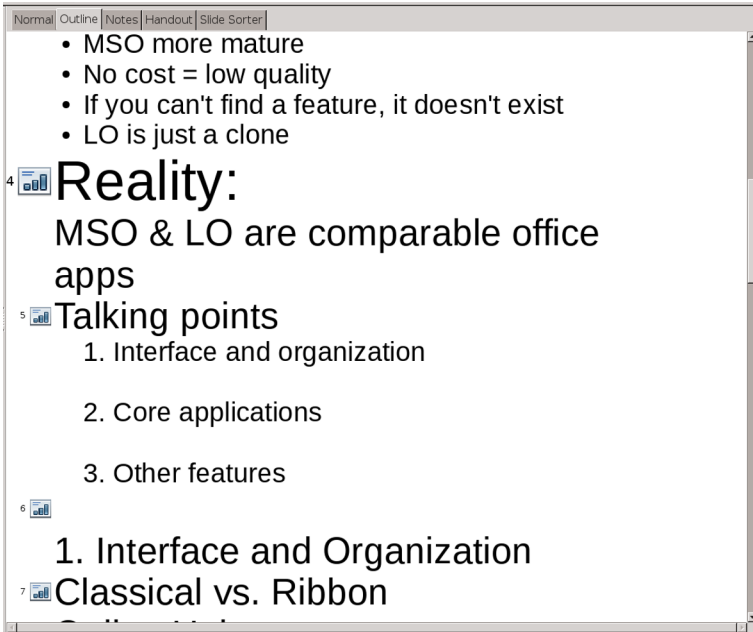 Normal Outline Notes Handout Slide Sorter
• MSO more mature
• No cost = low quality
• If you can't find a feature, it doesn't exist
• LO is just a clone
4 Reality:
MSO & LO are comparable office
apps
5 Talking points
1. Interface and organization
2. Core applications
3. Other features
6
1. Interface and Organization
7 Classical vs. Ribbon